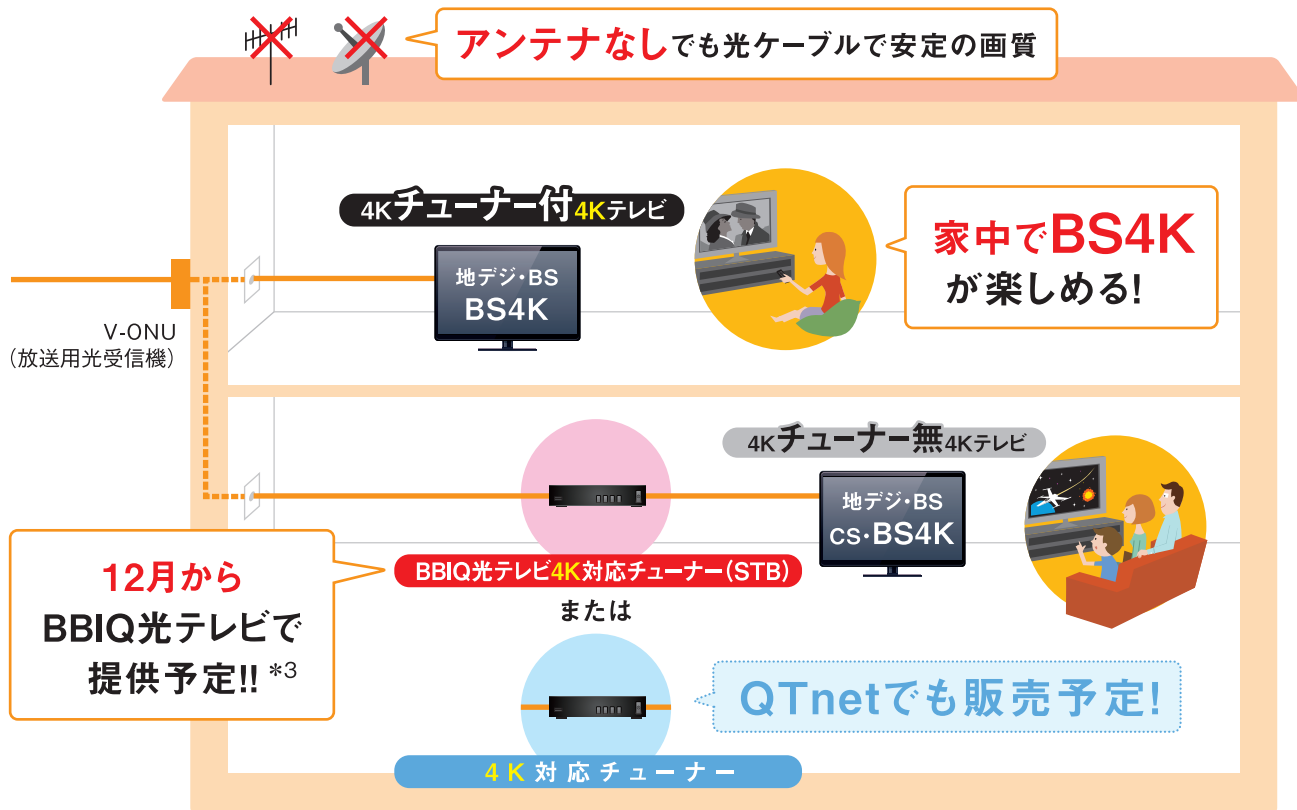 アンテナなしでも光ケーブルで安定の画質
4Kチューナー付4Kテレビ
地デジ・BS
BS4K
家中でBS4K
が楽しめる!
V-ONU
(放送用光受信機)
4Kチューナー無4Kテレビ
地デジ・BS
CS・BS4K
12月から
BBIQ光テレビで
提供予定!! *3
BBIQ光テレビ4K対応チューナー(STB)
または
QTnetでも販売予定!
4K対応チューナー